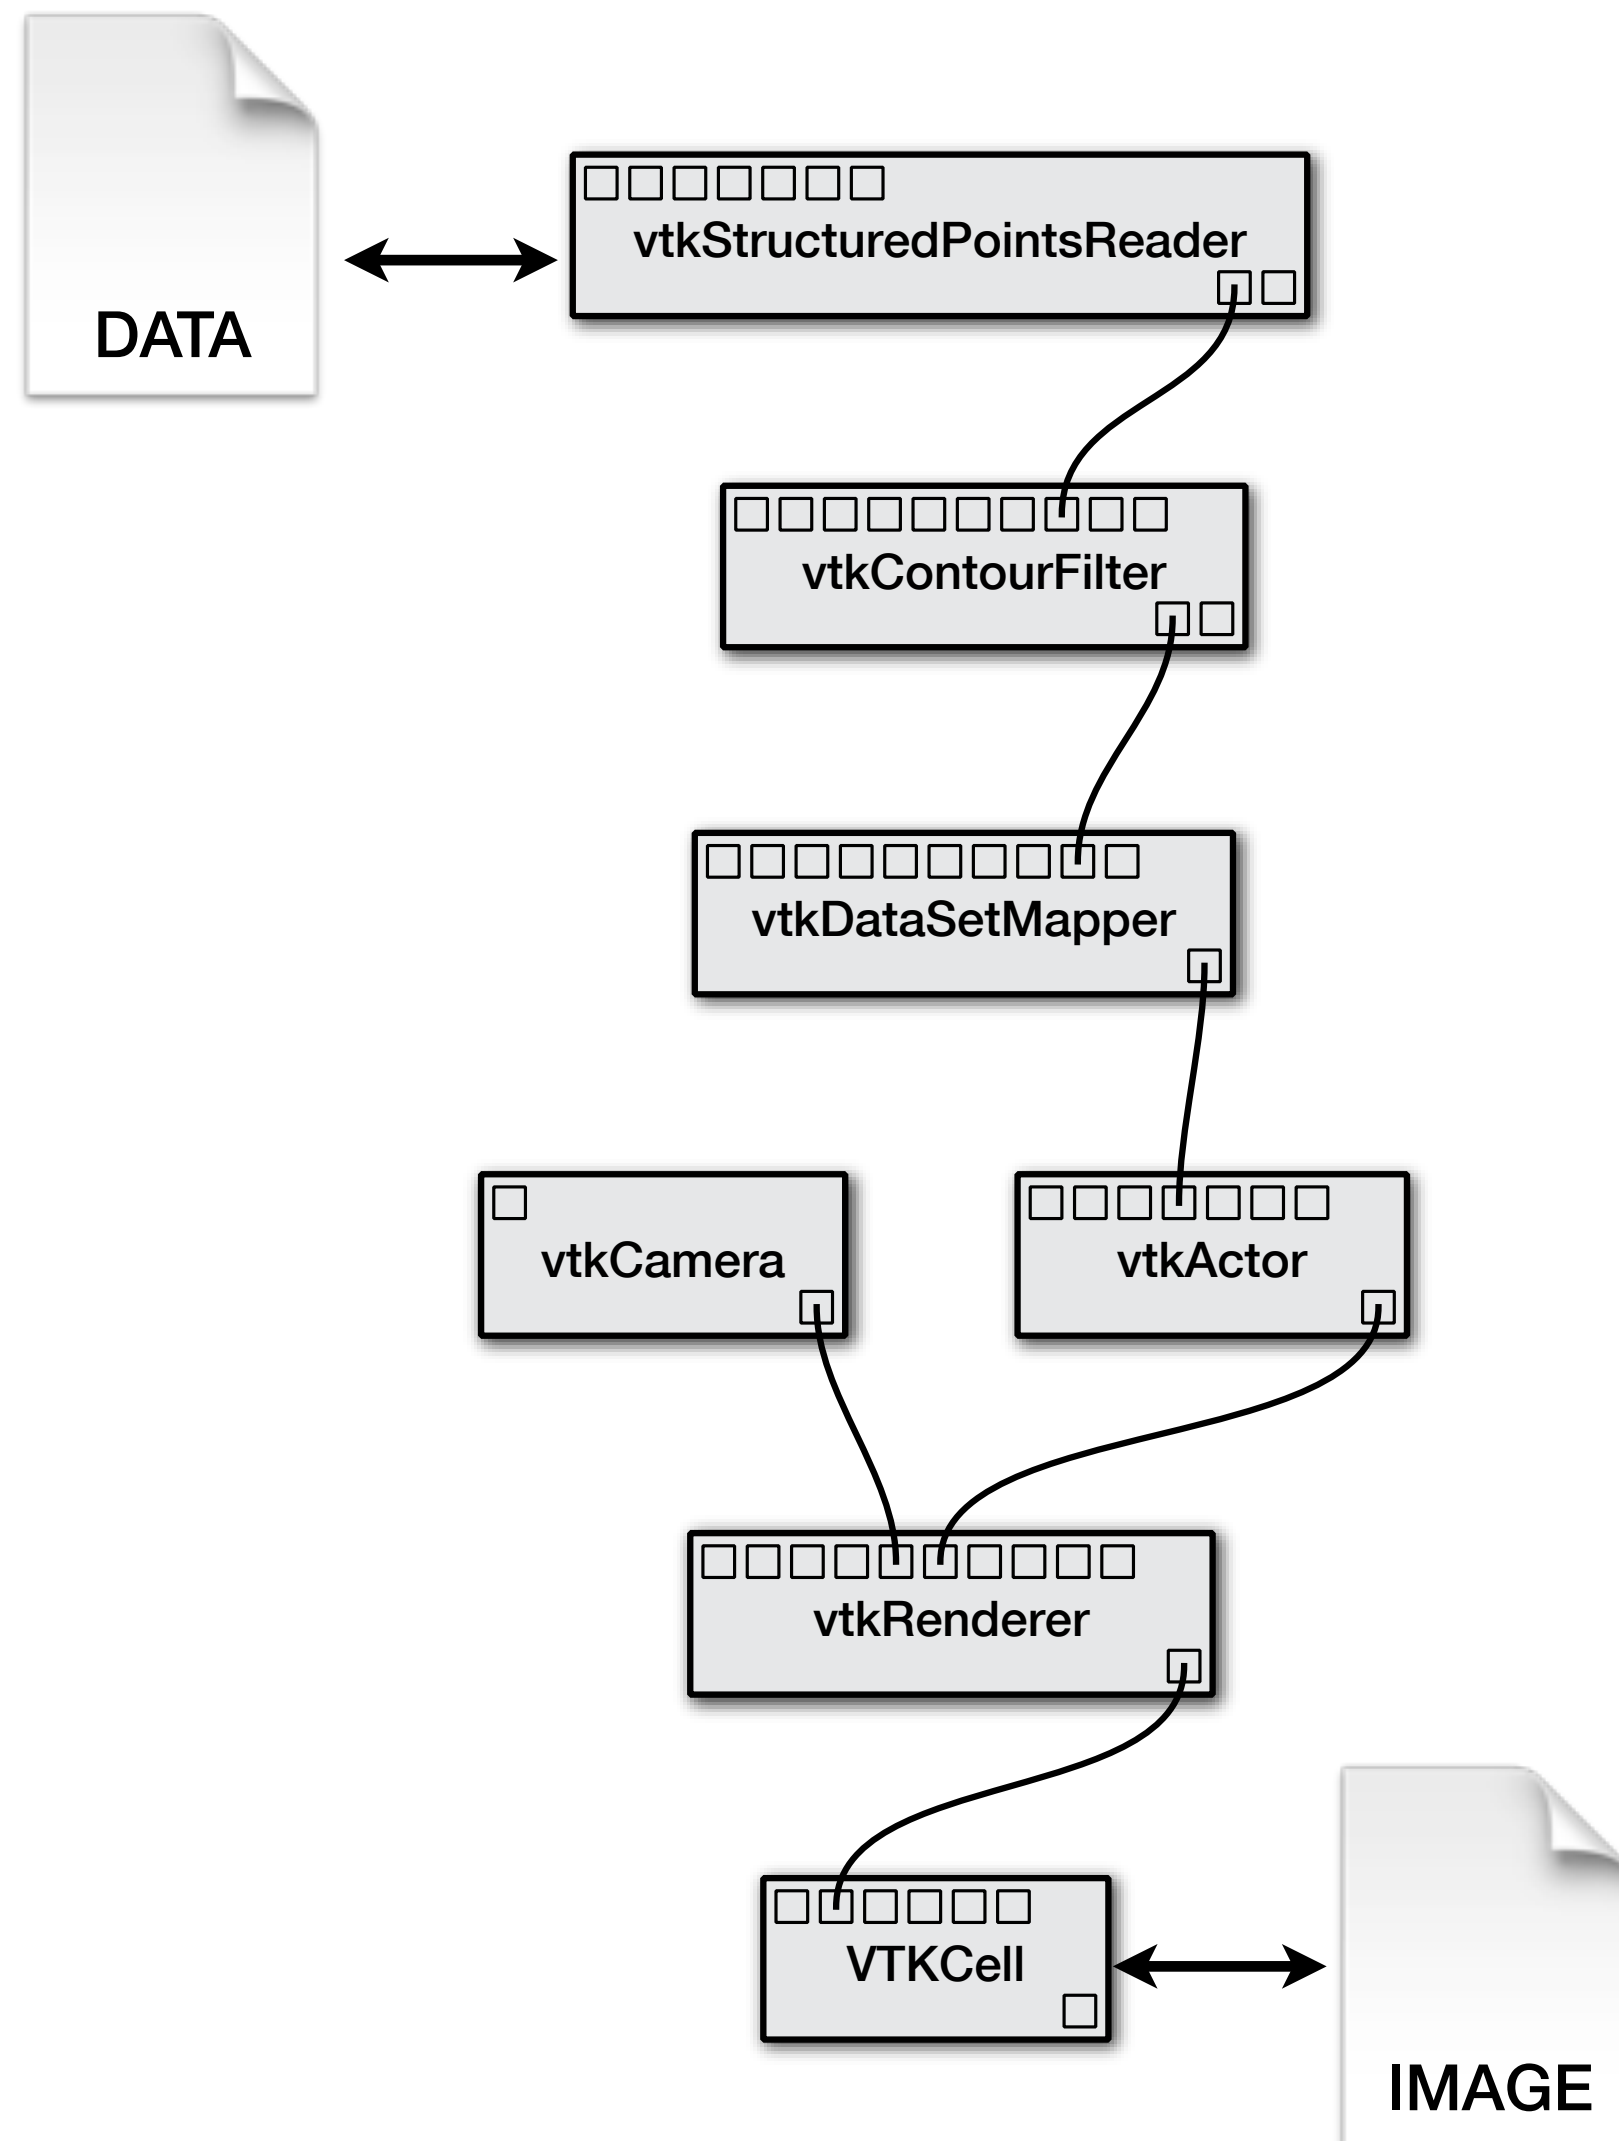 DATA
vtkStructuredPointsReader
vtkContourFilter
vtkDataSetMapper
vtkCamera
vtkActor
vtkRenderer
VTKCell
IMAGE